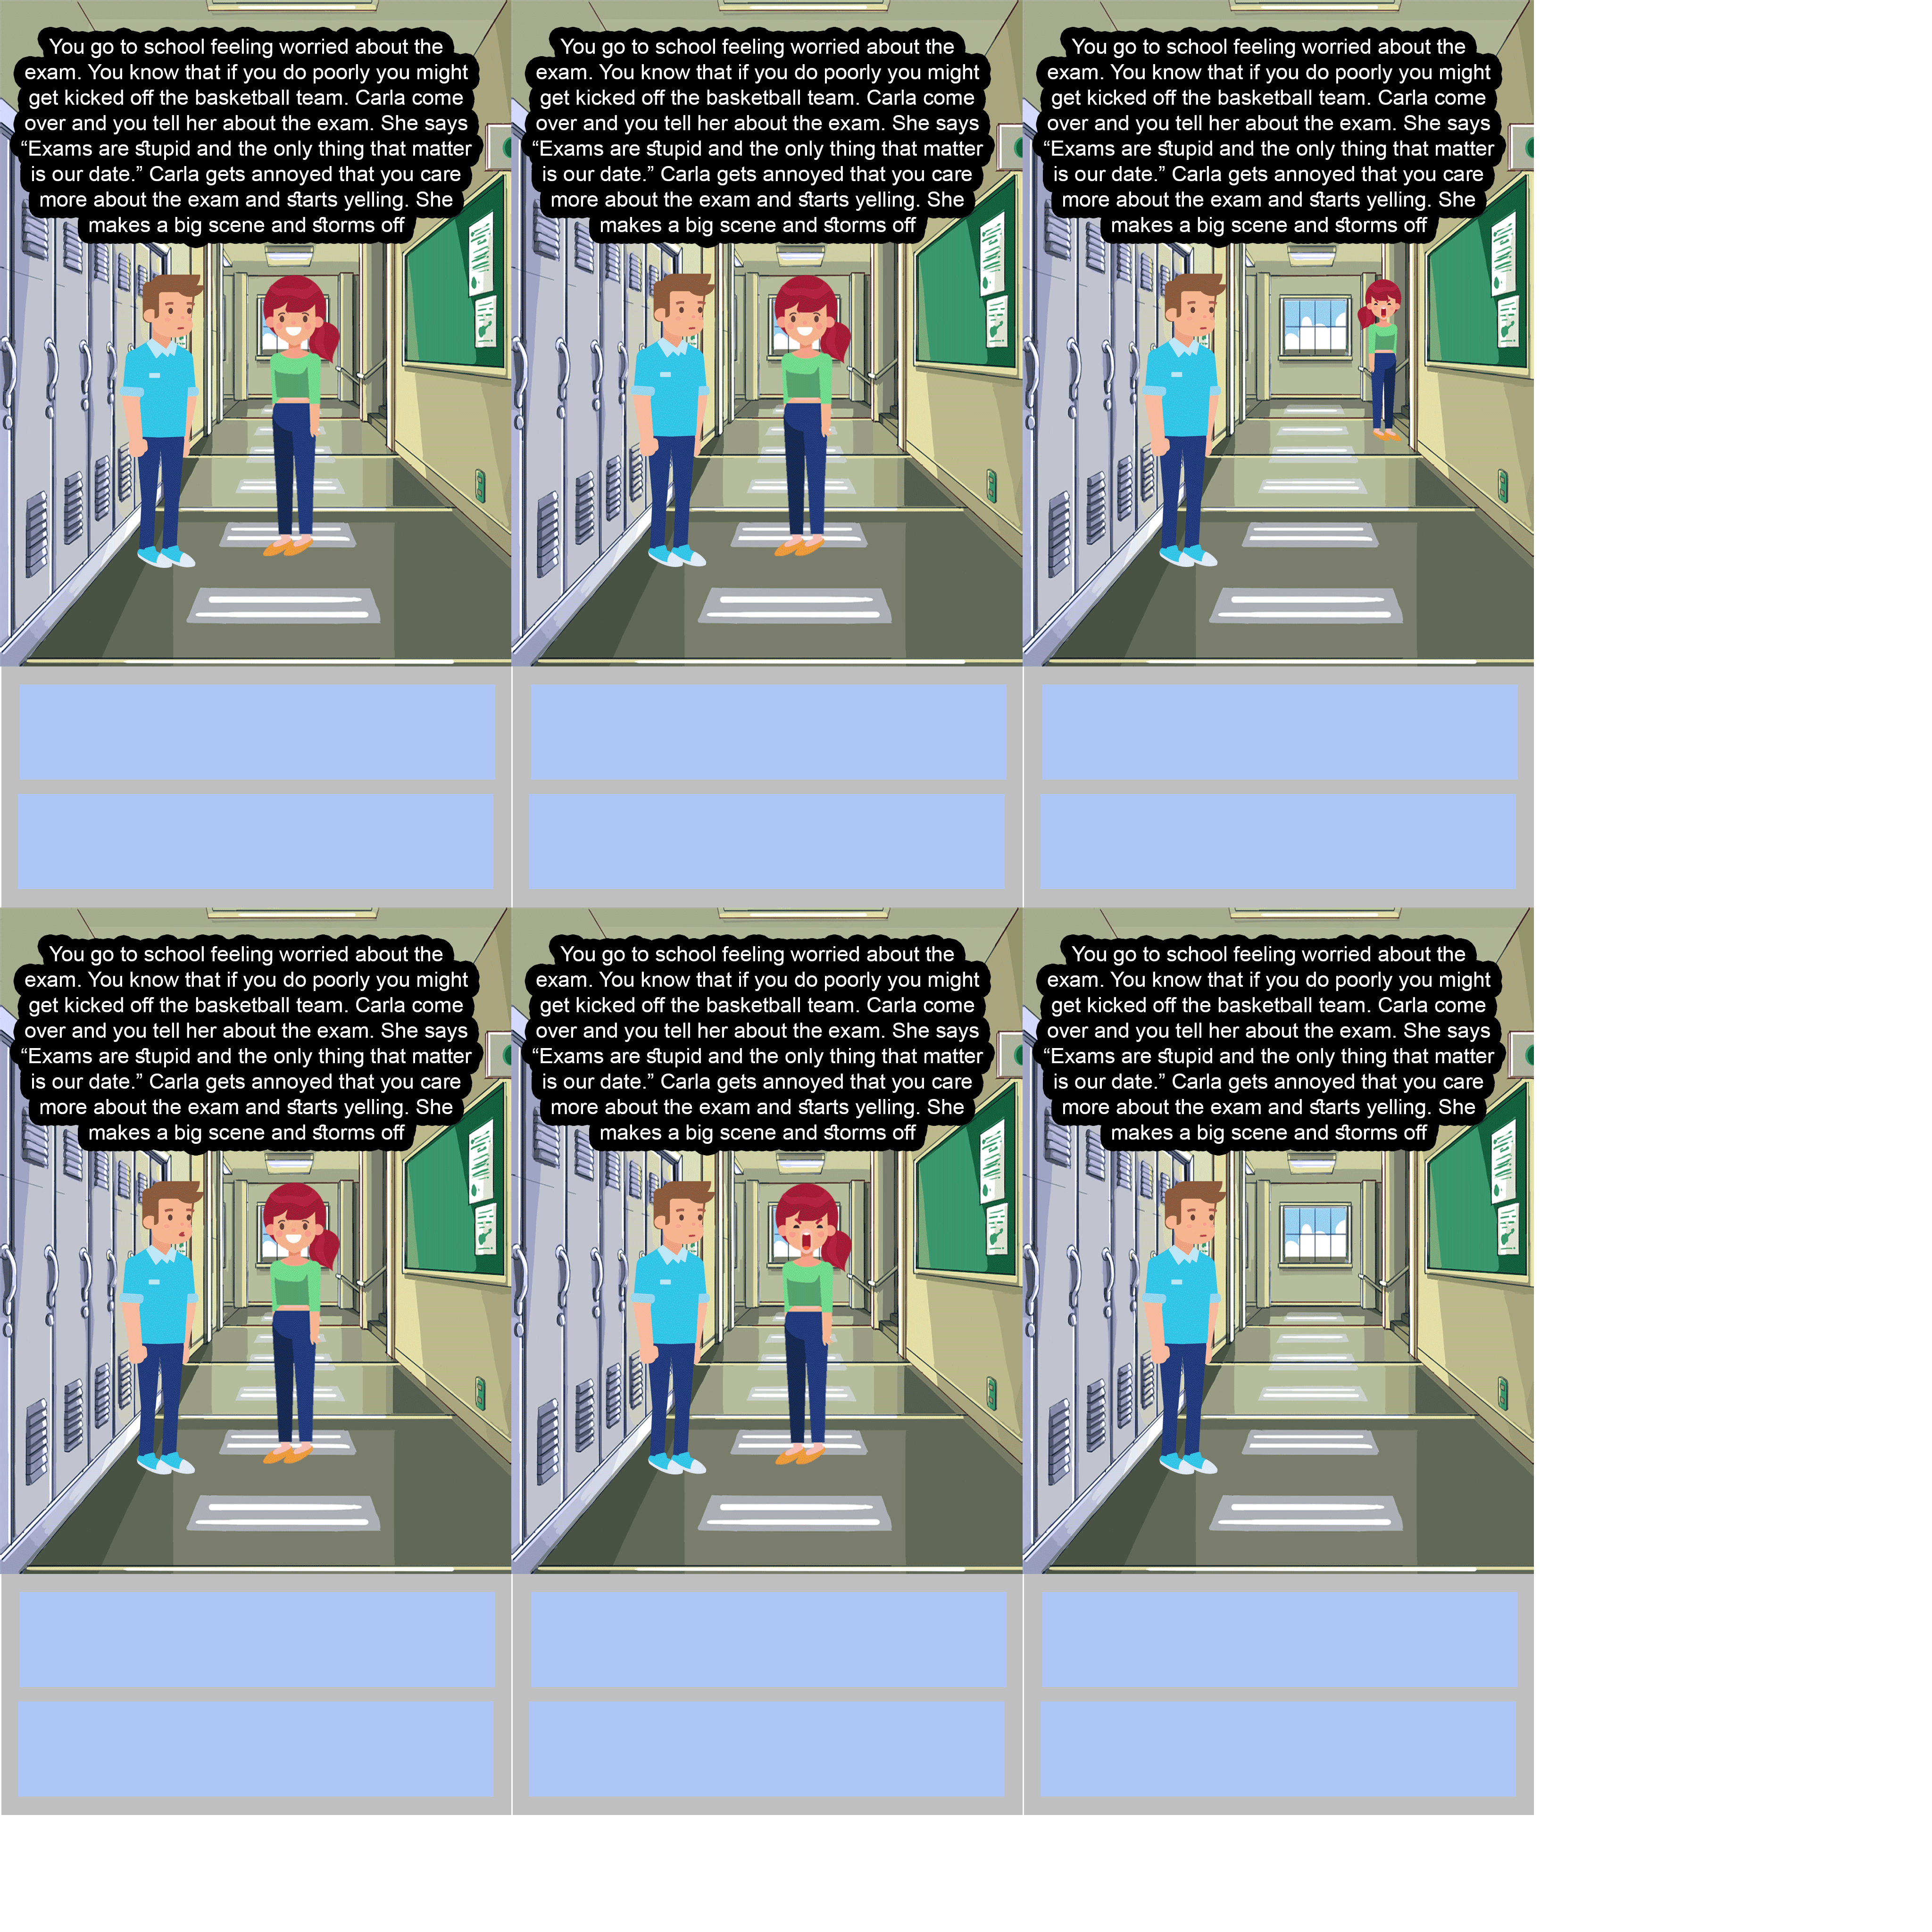 You go to school feeling worried about the
exam. You know that if you do poorly you might
get kicked off the basketball team. Carla come
over and you tell her about the exam. She says
“Exams are stupid and the only thing that matter
is our date.” Carla gets annoyed that you care
more about the exam and starts yelling. She
makes a big scene and storms off
You go to school feeling worried about the
exam. You know that if you do poorly you might
get kicked off the basketball team. Carla come
over and you tell her about the exam. She says
“Exams are stupid and the only thing that matter
is our date.” Carla gets annoyed that you care
more about the exam and starts yelling. She
makes a big scene and storms off
You go to school feeling worried about the
exam. You know that if you do poorly you might
get kicked off the basketball team. Carla come
over and you tell her about the exam. She says
“Exams are stupid and the only thing that matter
is our date.” Carla gets annoyed that you care
more about the exam and starts yelling. She
makes a big scene and storms off
You go to school feeling worried about the
exam. You know that if you do poorly you might
get kicked off the basketball team. Carla come
over and you tell her about the exam. She says
“Exams are stupid and the only thing that matter
is our date.” Carla gets annoyed that you care
more about the exam and starts yelling. She
makes a big scene and storms off
You go to school feeling worried about the
exam. You know that if you do poorly you might
get kicked off the basketball team. Carla come
over and you tell her about the exam. She says
“Exams are stupid and the only thing that matter
is our date.” Carla gets annoyed that you care
more about the exam and starts yelling. She
makes a big scene and storms off
You go to school feeling worried about the
exam. You know that if you do poorly you might
get kicked off the basketball team. Carla come
over and you tell her about the exam. She says
“Exams are stupid and the only thing that matter
is our date.” Carla gets annoyed that you care
more about the exam and starts yelling. She
makes a big scene and storms off